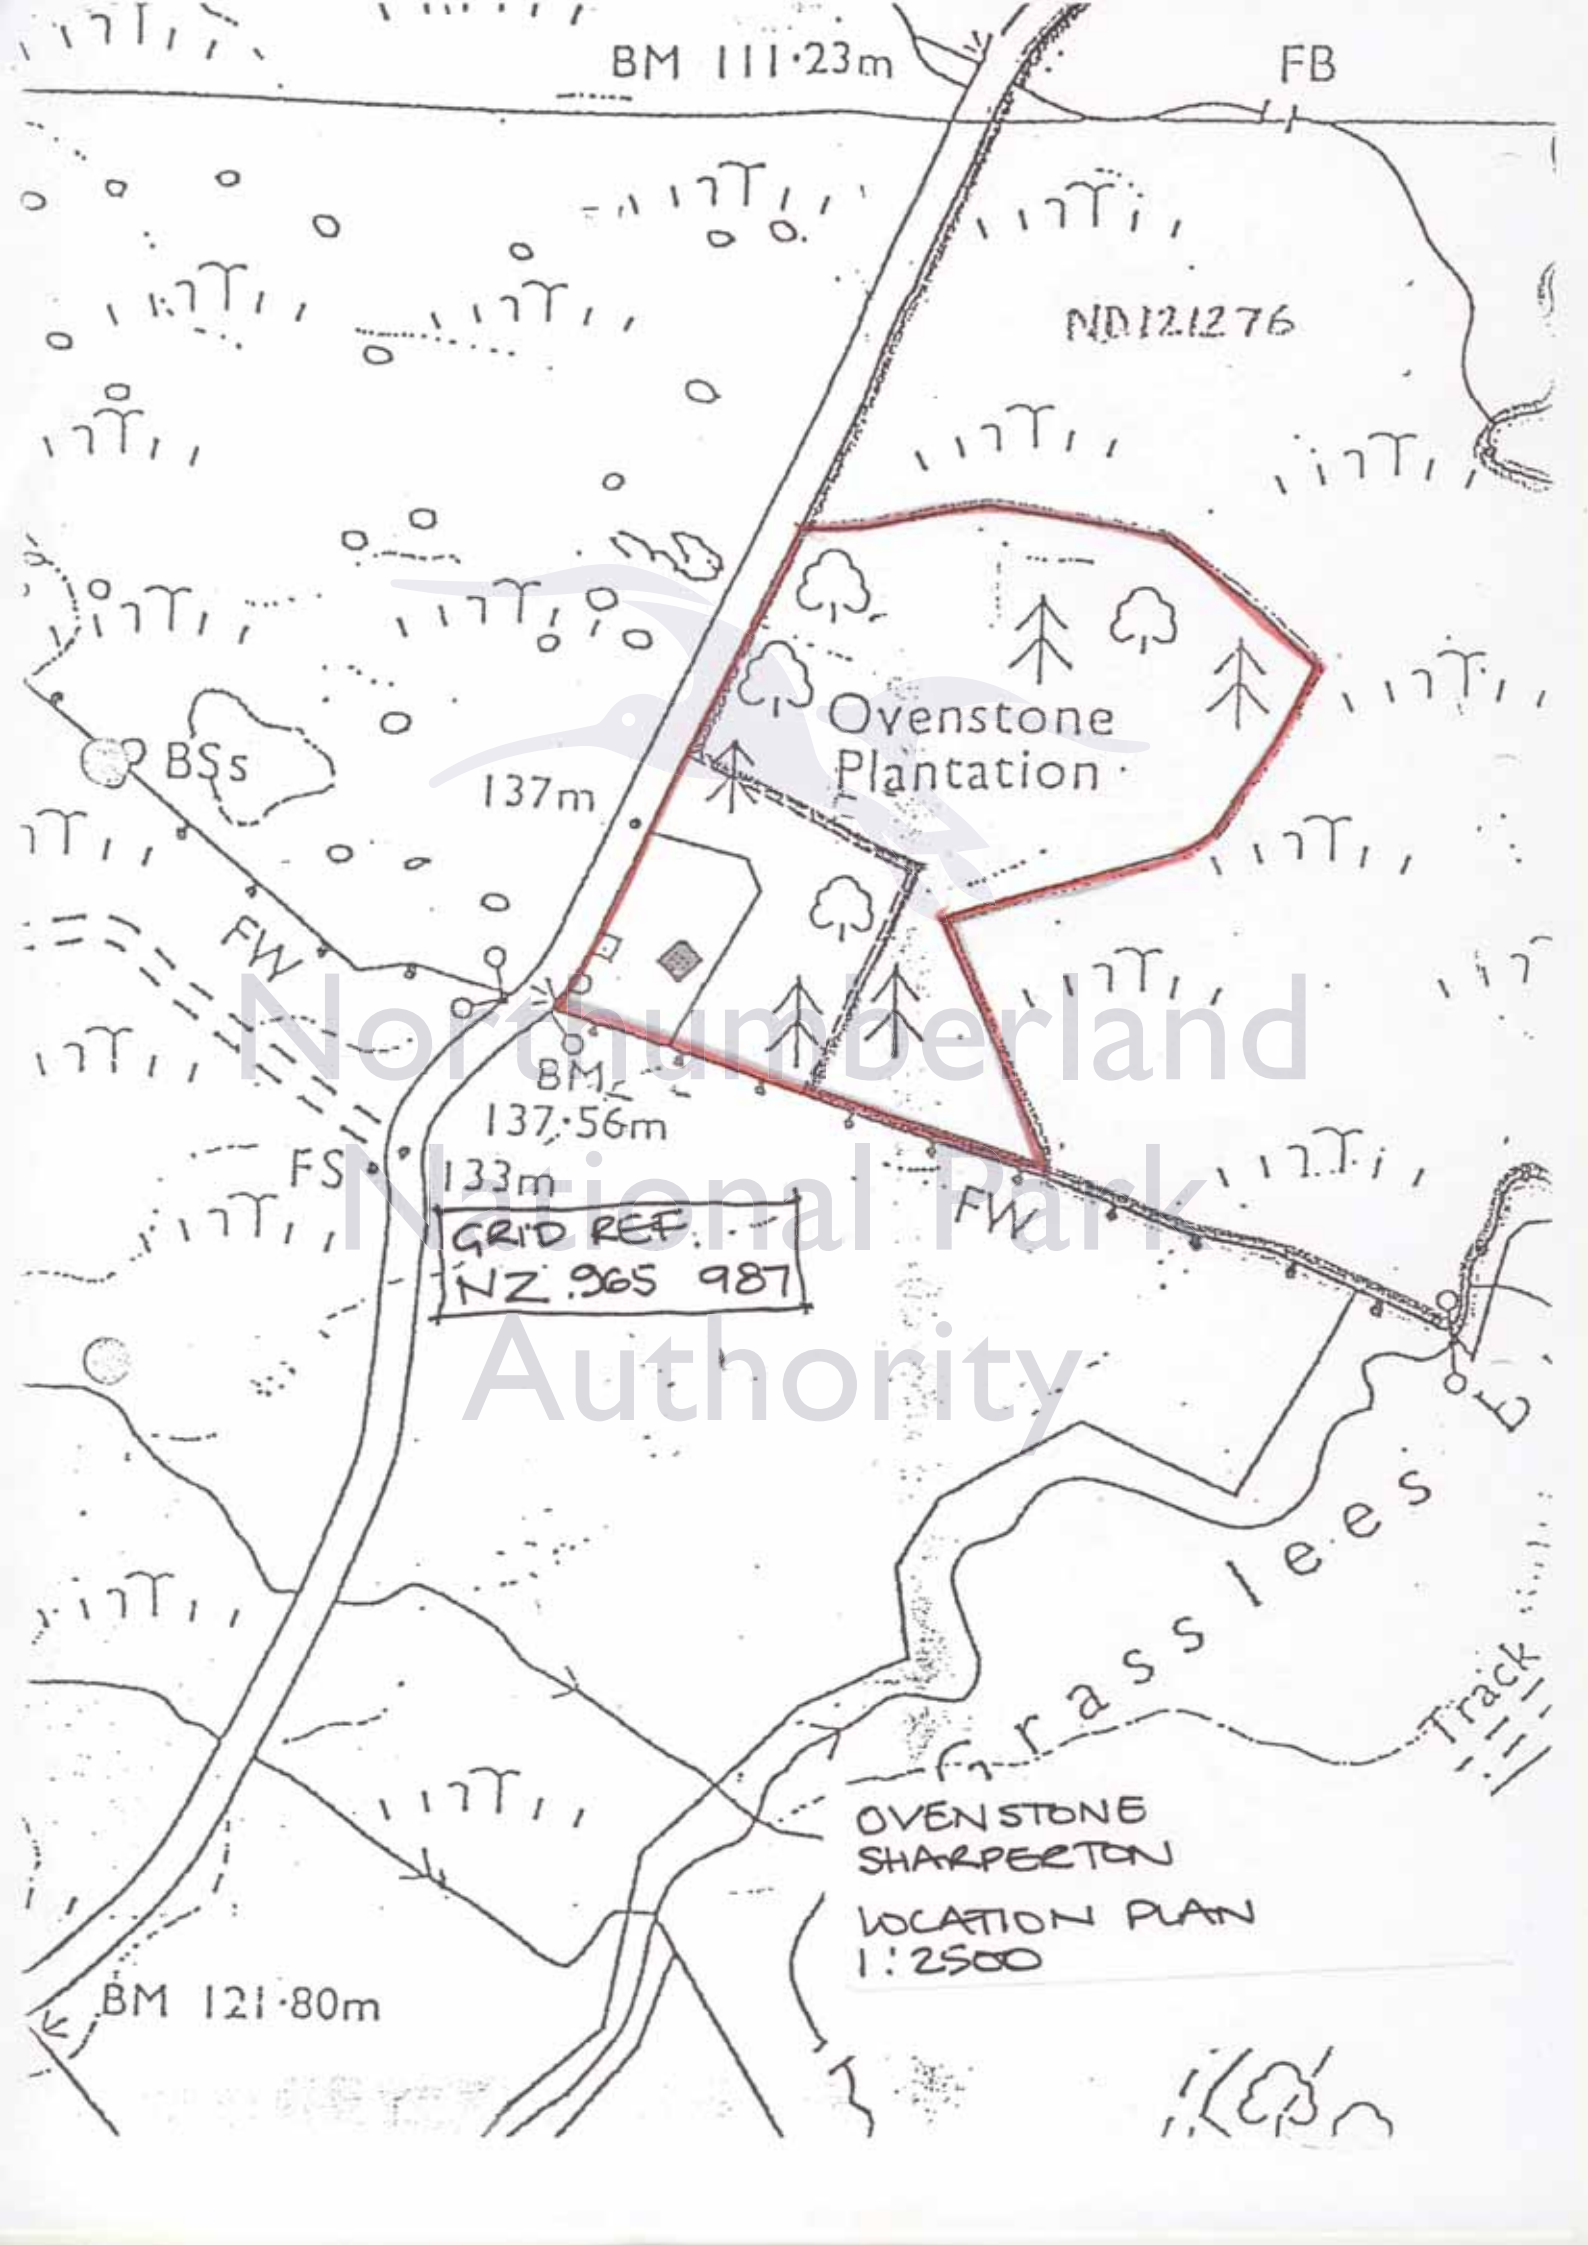 BM 111·23m
FB
ND121276
Ovenstone
Plantation
BSs
137m
FW
BM
137·56m
133m
FS
FW
GRID REF.
NZ 965 987
Grasslees B
Track
OVENSTONE
SHARPERTON
LOCATION PLAN
1:2500
BM 121·80m
Northumberland
National Park
Authority